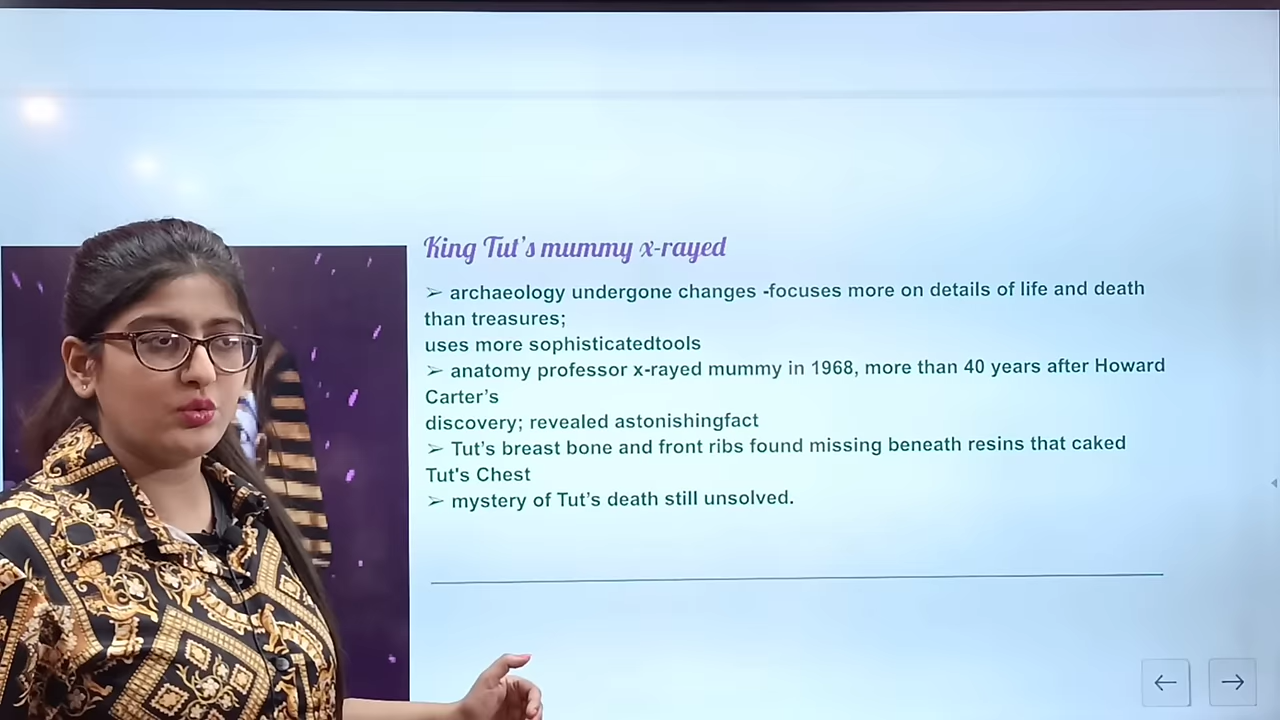 King Tut's mummy x-rayed
➢ archaeology undergone changes -focuses more on details of life and death
than treasures;
uses more sophisticatedtools
➢ anatomy professor x-rayed mummy in 1968, more than 40 years after Howard
Carter's
discovery; revealed astonishingfact
➢ Tut's breast bone and front ribs found missing beneath resins that caked
Tut's Chest
➢ mystery of Tut's death still unsolved.